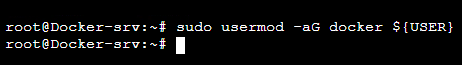 root@Docker-srv:~# sudo usermod -aG docker ${USER}
root@Docker-srv:~#